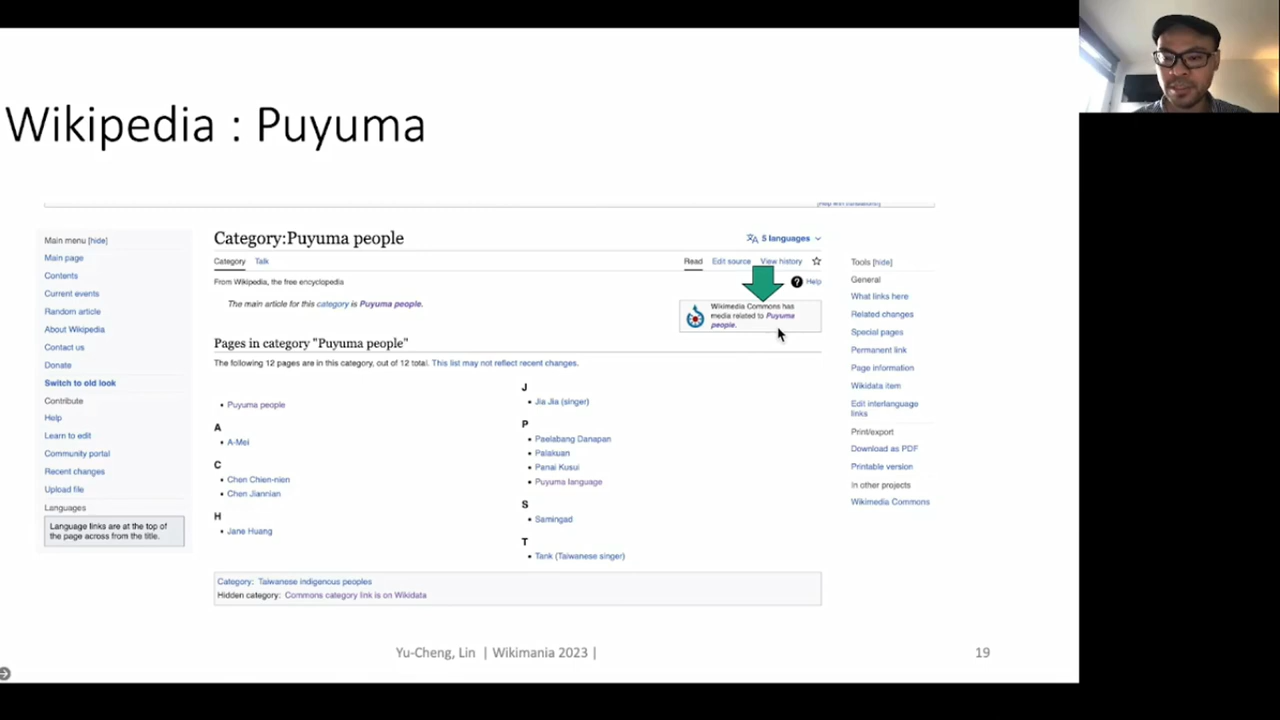 Wikipedia : Puyuma
[Help with translations]
Main menu [hide]
Main page
Contents
Current events
Random article
About Wikipedia
Contact us
Donate
Switch to old look
Contribute
Help
Learn to edit
Community portal
Recent changes
Upload file
Languages
Language links are at the top of
the page across from the title.
Category:Puyuma people
5 languages
Category Talk
Read Edit source View history
From Wikipedia, the free encyclopedia
Help
The main article for this category is Puyuma people.
Wikimedia Commons has
media related to Puyuma
people.
Pages in category "Puyuma people"
The following 12 pages are in this category, out of 12 total. This list may not reflect recent changes.
• Puyuma people
A
• A-Mei
C
• Chen Chien-nien
• Chen Jiannian
H
• Jane Huang
J
• Jia Jia (singer)
P
• Paelabang Danapan
• Palakuan
• Panai Kusui
• Puyuma language
S
• Samingad
T
• Tank (Taiwanese singer)
Category: Taiwanese indigenous peoples
Hidden category: Commons category link is on Wikidata
Tools [hide]
General
What links here
Related changes
Special pages
Permanent link
Page information
Wikidata item
Edit interlanguage
links
Print/export
Download as PDF
Printable version
In other projects
Wikimedia Commons
Yu-Cheng, Lin | Wikimania 2023 |
19